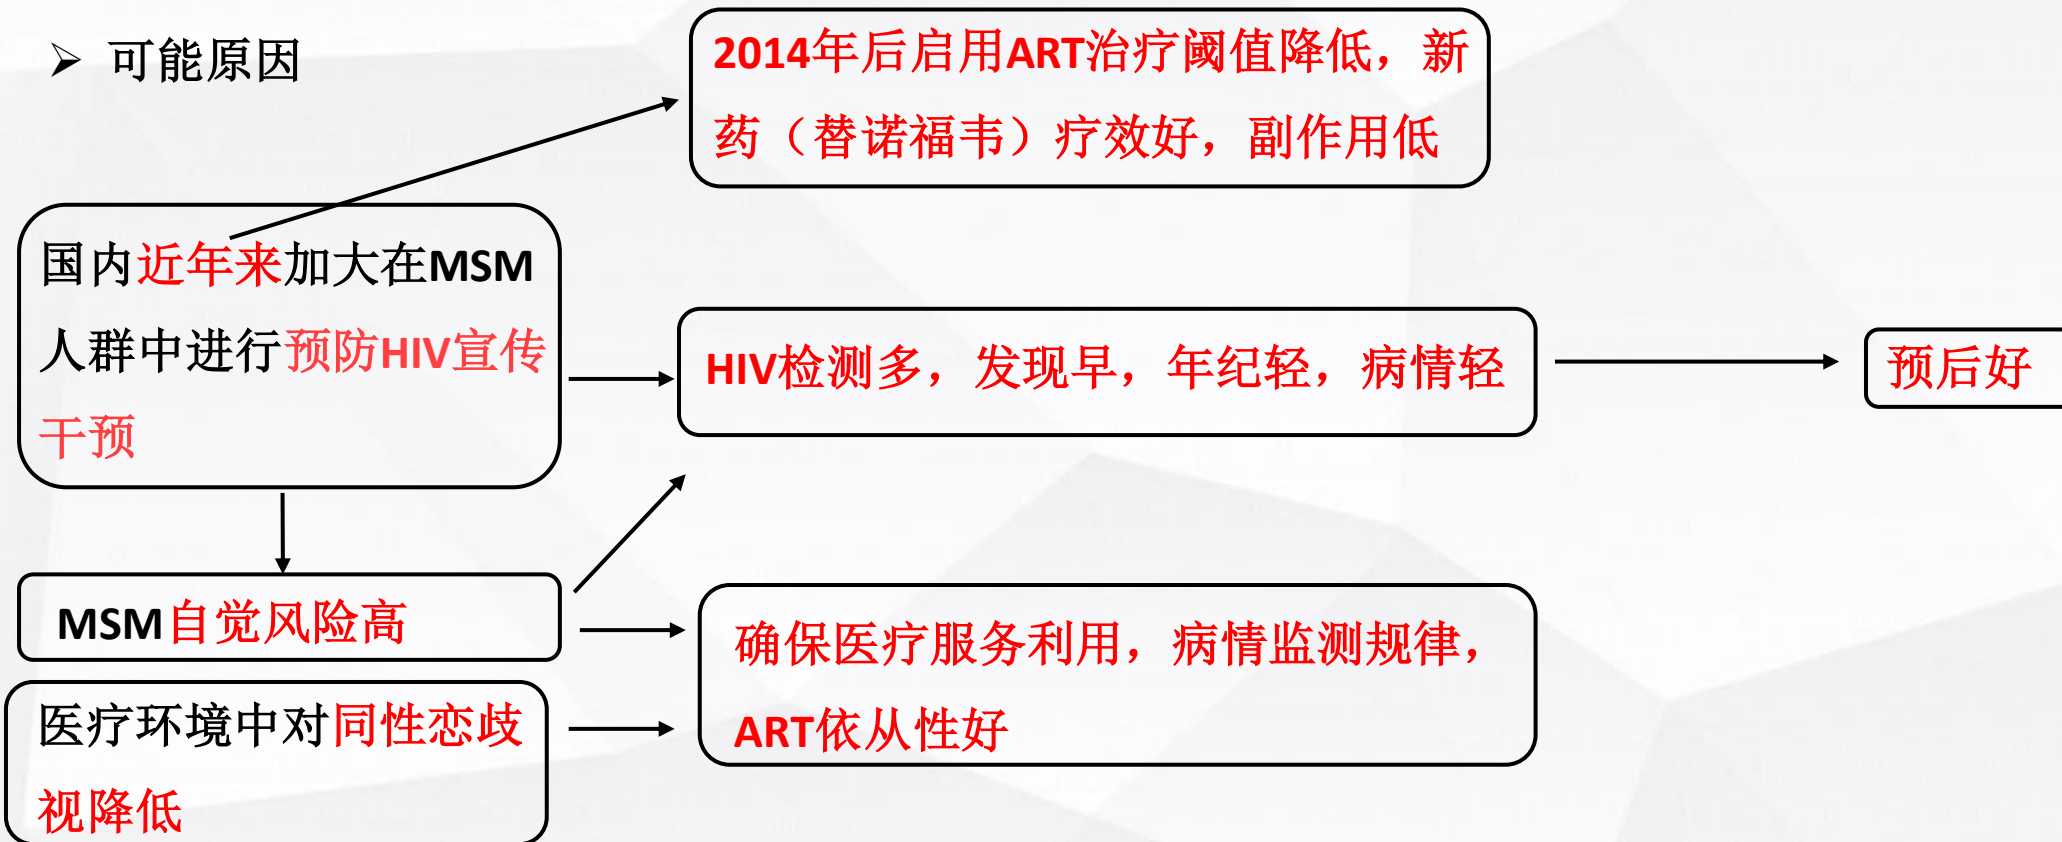 ➢ 可能原因
2014年后启用ART治疗阈值降低，新
药（替诺福韦）疗效好，副作用低
国内近年来加大在MSM
人群中进行预防HIV宣传
干预
HIV检测多，发现早，年纪轻，病情轻
预后好
MSM自觉风险高
确保医疗服务利用，病情监测规律，
ART依从性好
医疗环境中对同性恋歧
视降低